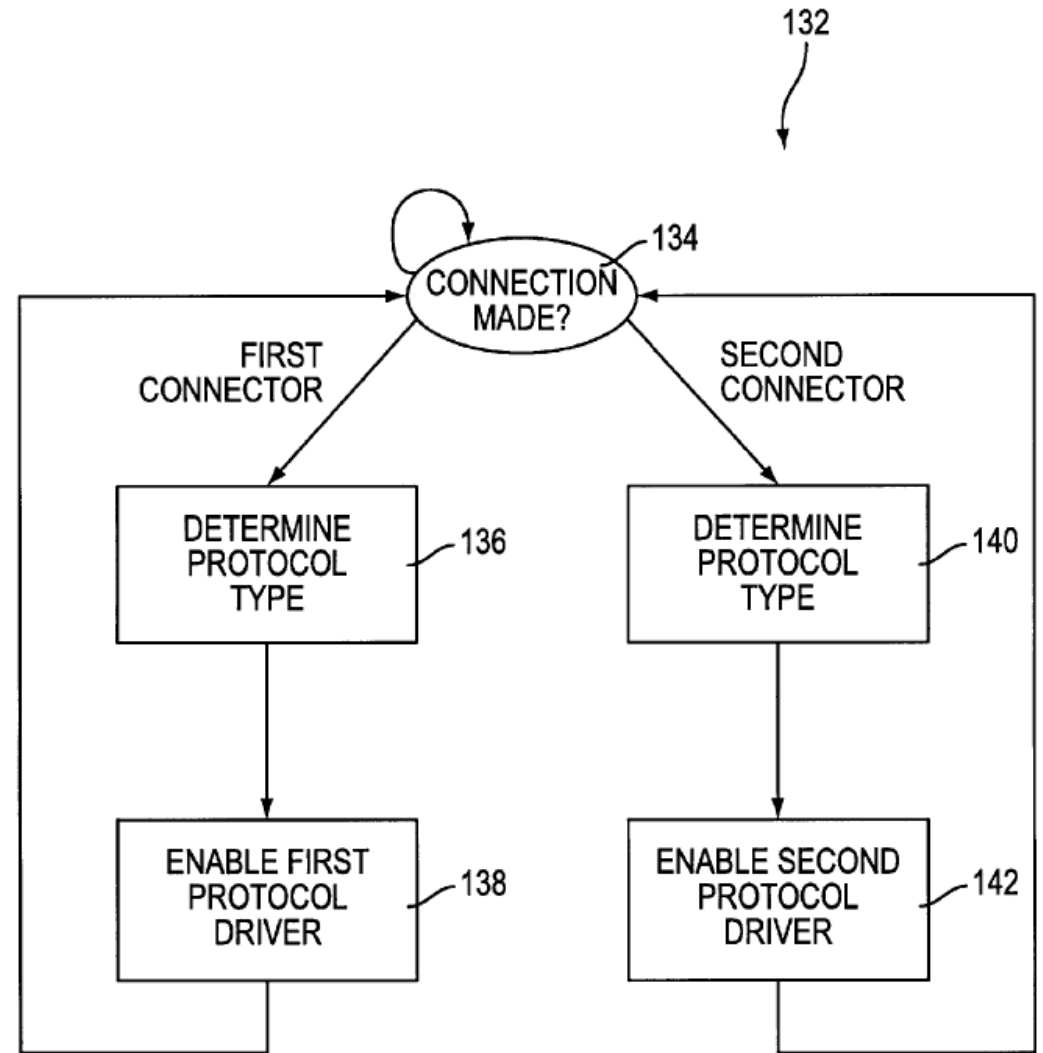 132
134
CONNECTION
MADE?
FIRST
CONNECTOR
SECOND
CONNECTOR
DETERMINE
PROTOCOL
TYPE
136
DETERMINE
PROTOCOL
TYPE
140
ENABLE FIRST
PROTOCOL
DRIVER
138
ENABLE SECOND
PROTOCOL
DRIVER
142